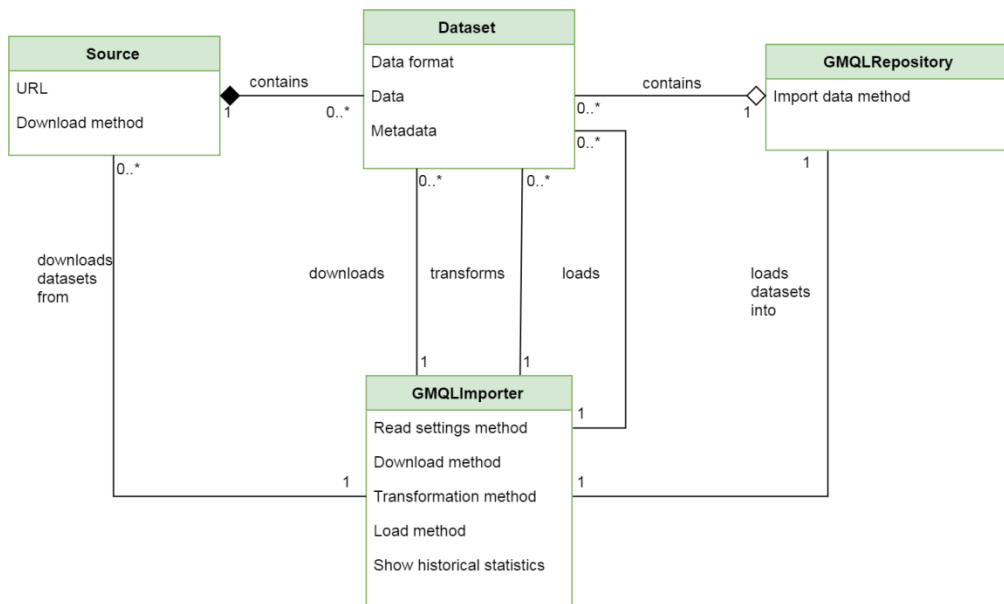 Source
URL
Download method
contains
1
0..*
Dataset
Data format
Data
Metadata
contains
0..*
1
GMQLRepository
Import data method
0..*
0..*
0..*
0..*
1
downloads
datasets
from
downloads
transforms
loads
loads
datasets
into
1
1
GMQLImporter
Read settings method
Download method
Transformation method
Load method
Show historical statistics
1
1
1